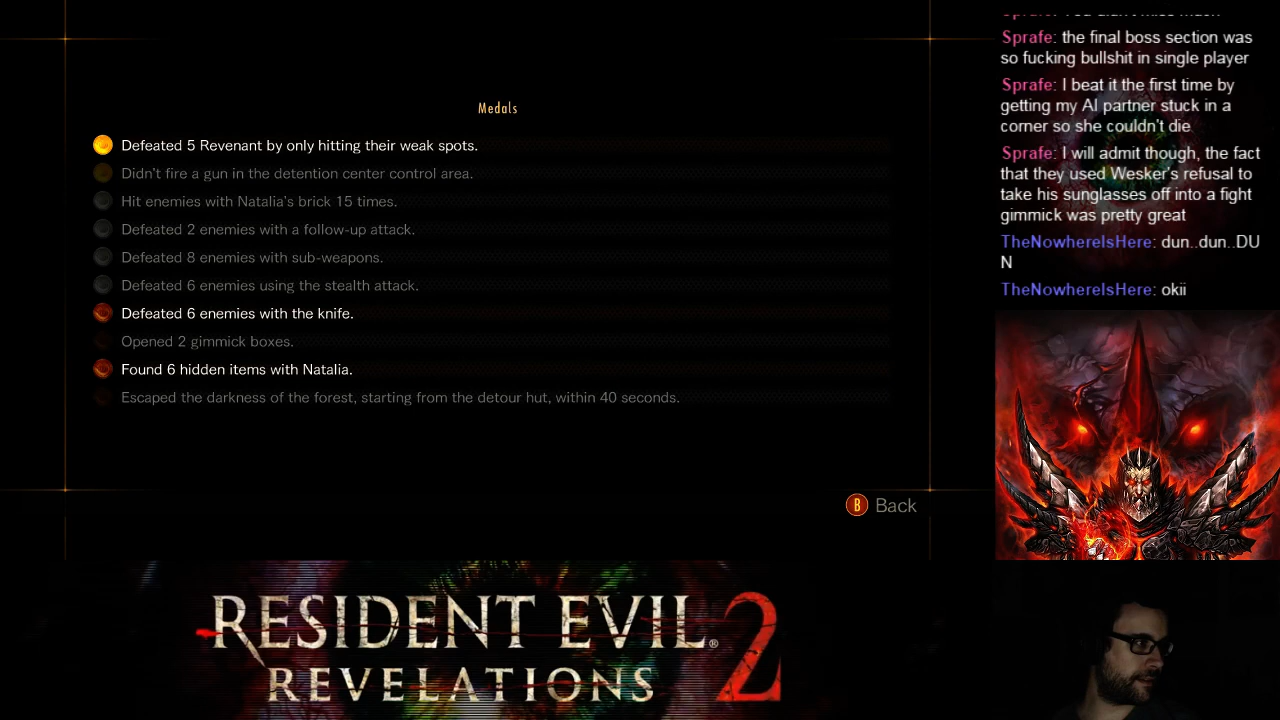 Medals
Defeated 5 Revenant by only hitting their weak spots.
Didn't fire a gun in the detention center control area.
Hit enemies with Natalia's brick 15 times.
Defeated 2 enemies with a follow-up attack.
Defeated 8 enemies with sub-weapons.
Defeated 6 enemies using the stealth attack.
Defeated 6 enemies with the knife.
Opened 2 gimmick boxes.
Found 6 hidden items with Natalia.
Escaped the darkness of the forest, starting from the detour hut, within 40 seconds.
B Back
Sprafe: the final boss section was
so fucking bullshit in single player
Sprafe: I beat it the first time by
getting my AI partner stuck in a
corner so she couldn't die
Sprafe: I will admit though, the fact
that they used Wesker's refusal to
take his sunglasses off into a fight
gimmick was pretty great
TheNowhereIsHere: dun..dun..DU
N
TheNowhereIsHere: okii
RESIDENT EVIL® 2
REVELATIONS